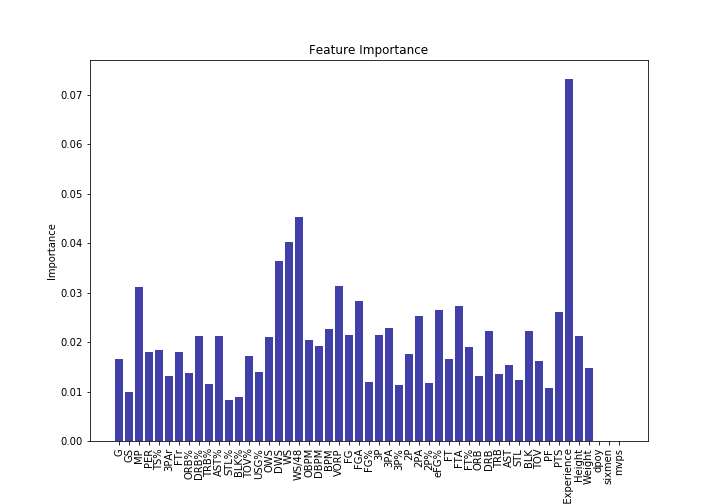 Feature Importance
0.07
0.06
0.05
0.04
0.03
0.02
0.01
0.00
Importance
G
GS
MP
PER
TS%
3PAr
FTr
ORB%
DRB%
TRB%
AST%
STL%
BLK%
TOV%
USG%
OWS
DWS
WS
WS/48
OBPM
DBPM
BPM
VORP
FG
FGA
FG%
3P
3PA
3P%
2P
2PA
2P%
eFG%
FT
FTA
FT%
ORB
DRB
TRB
AST
STL
BLK
TOV
PF
PTS
Experience
Height
Weight
dpoy
sixmen
mvps